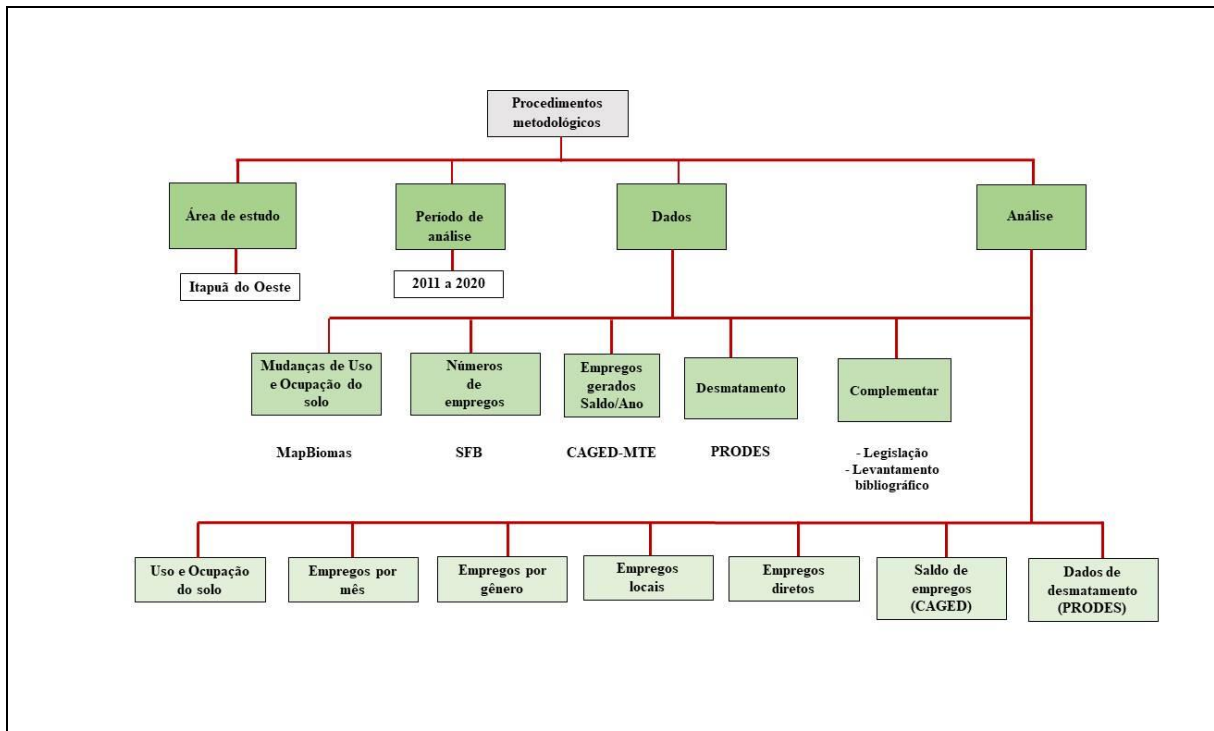 Procedimentos
metodológicos
Área de estudo
Período de
análise
Dados
Análise
Itapuã do Oeste
2011 a 2020
Mudanças de Uso
e Ocupação do
solo
Números
de
empregos
Empregos
gerados
Saldo/Ano
Desmatamento
Complementar
MapBiomas
SFB
CAGED-MTE
PRODES
- Legislação
- Levantamento
bibliográfico
Uso e Ocupação
do solo
Empregos por
mês
Empregos por
gênero
Empregos
locais
Empregos
diretos
Saldo de
empregos
(CAGED)
Dados de
desmatamento
(PRODES)